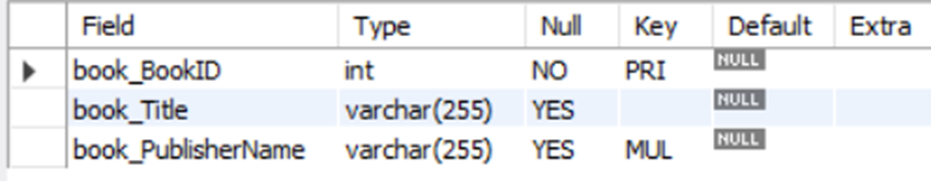 Field Type Null Key Default Extra
book_BookID int NO PRI NULL
book_Title varchar(255) YES NULL
book_PublisherName varchar(255) YES MUL NULL